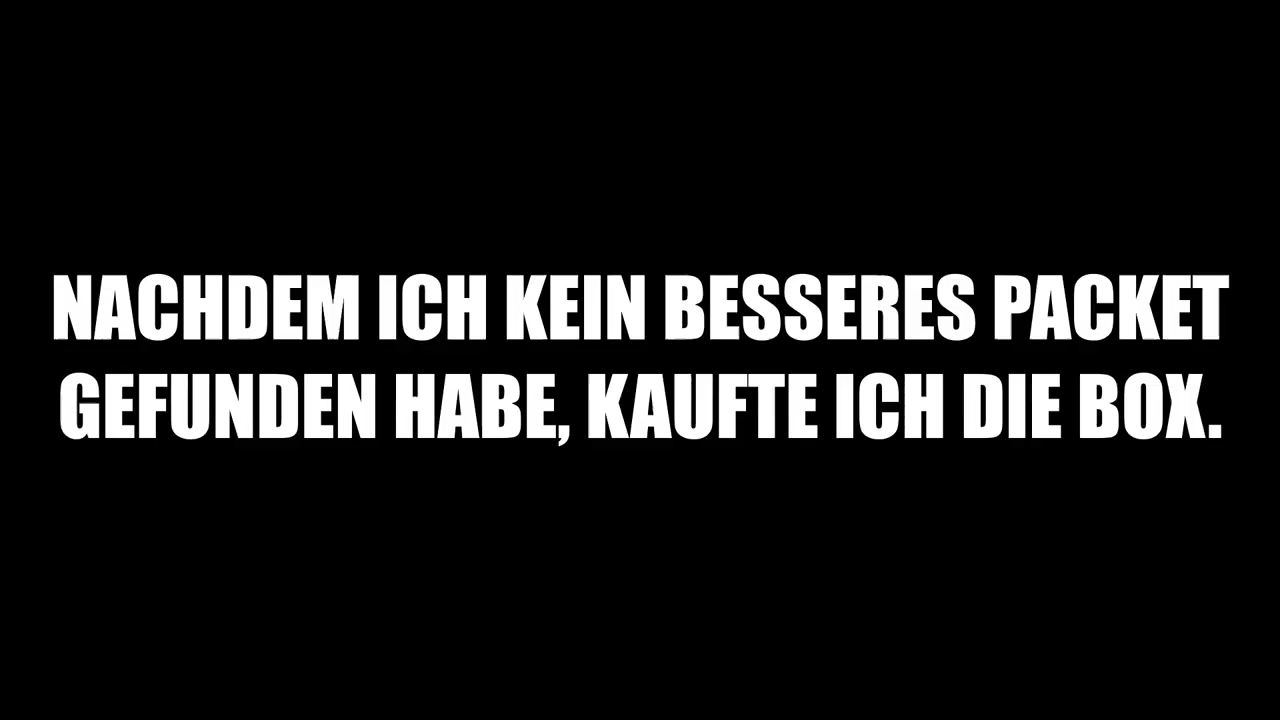 NACHDEM ICH KEIN BESSERES PACKET
GEFUNDEN HABE, KAUFTE ICH DIE BOX.